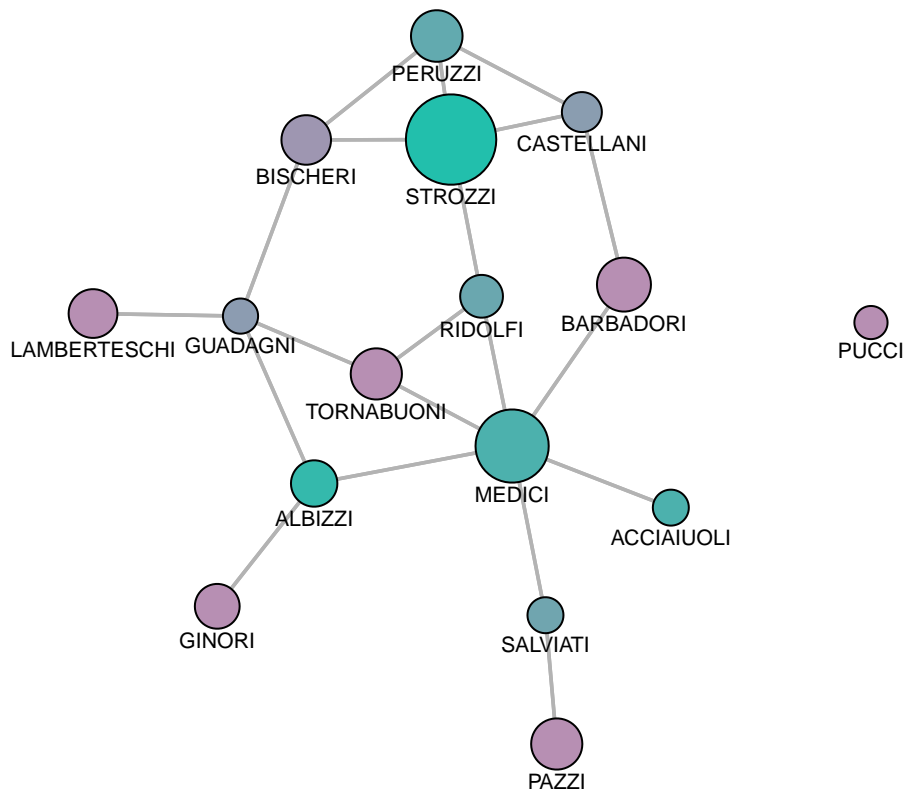 PERUZZI
CASTELLANI
BISCHERI
STROZZI
RIDOLFI
BARBADORI
LAMBERTESCHI
GUADAGNI
PUCCI
TORNABUONI
MEDICI
ALBIZZI
ACCIAIUOLI
GINORI
SALVIATI
PAZZI